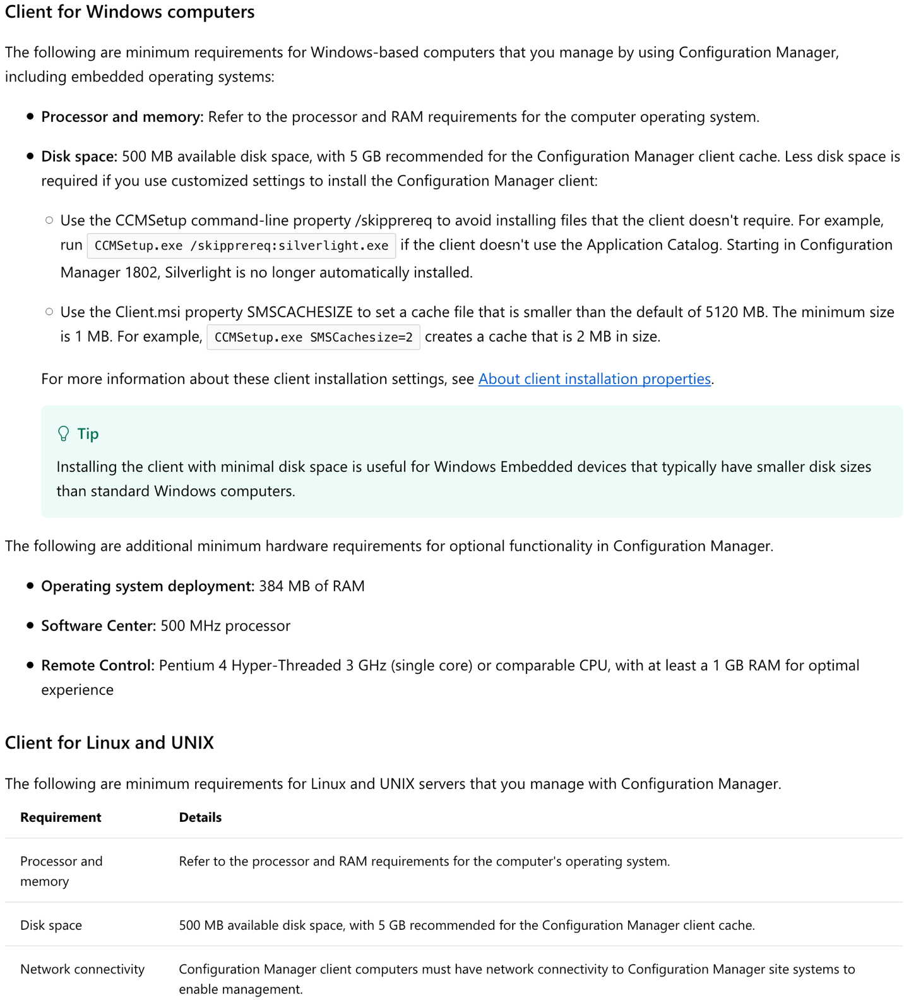 Client for Windows computers
The following are minimum requirements for Windows-based computers that you manage by using Configuration Manager,
including embedded operating systems:
Processor and memory: Refer to the processor and RAM requirements for the computer operating system.
Disk space: 500 MB available disk space, with 5 GB recommended for the Configuration Manager client cache. Less disk space is
required if you use customized settings to install the Configuration Manager client:
Use the CCMSetup command-line property /skipprereq to avoid installing files that the client doesn't require. For example,
run CCMSetup.exe /skipprereq:silverlight.exe if the client doesn't use the Application Catalog. Starting in Configuration
Manager 1802, Silverlight is no longer automatically installed.
Use the Client.msi property SMSCACHESIZE to set a cache file that is smaller than the default of 5120 MB. The minimum size
is 1 MB. For example, CCMSetup.exe SMSCachesize=2 creates a cache that is 2 MB in size.
For more information about these client installation settings, see About client installation properties.
Tip
Installing the client with minimal disk space is useful for Windows Embedded devices that typically have smaller disk sizes
than standard Windows computers.
The following are additional minimum hardware requirements for optional functionality in Configuration Manager.
Operating system deployment: 384 MB of RAM
Software Center: 500 MHz processor
Remote Control: Pentium 4 Hyper-Threaded 3 GHz (single core) or comparable CPU, with at least a 1 GB RAM for optimal
experience
Client for Linux and UNIX
The following are minimum requirements for Linux and UNIX servers that you manage with Configuration Manager.
Requirement Details
Processor and Refer to the processor and RAM requirements for the computer's operating system.
memory
Disk space 500 MB available disk space, with 5 GB recommended for the Configuration Manager client cache.
Network connectivity Configuration Manager client computers must have network connectivity to Configuration Manager site systems to
enable management.